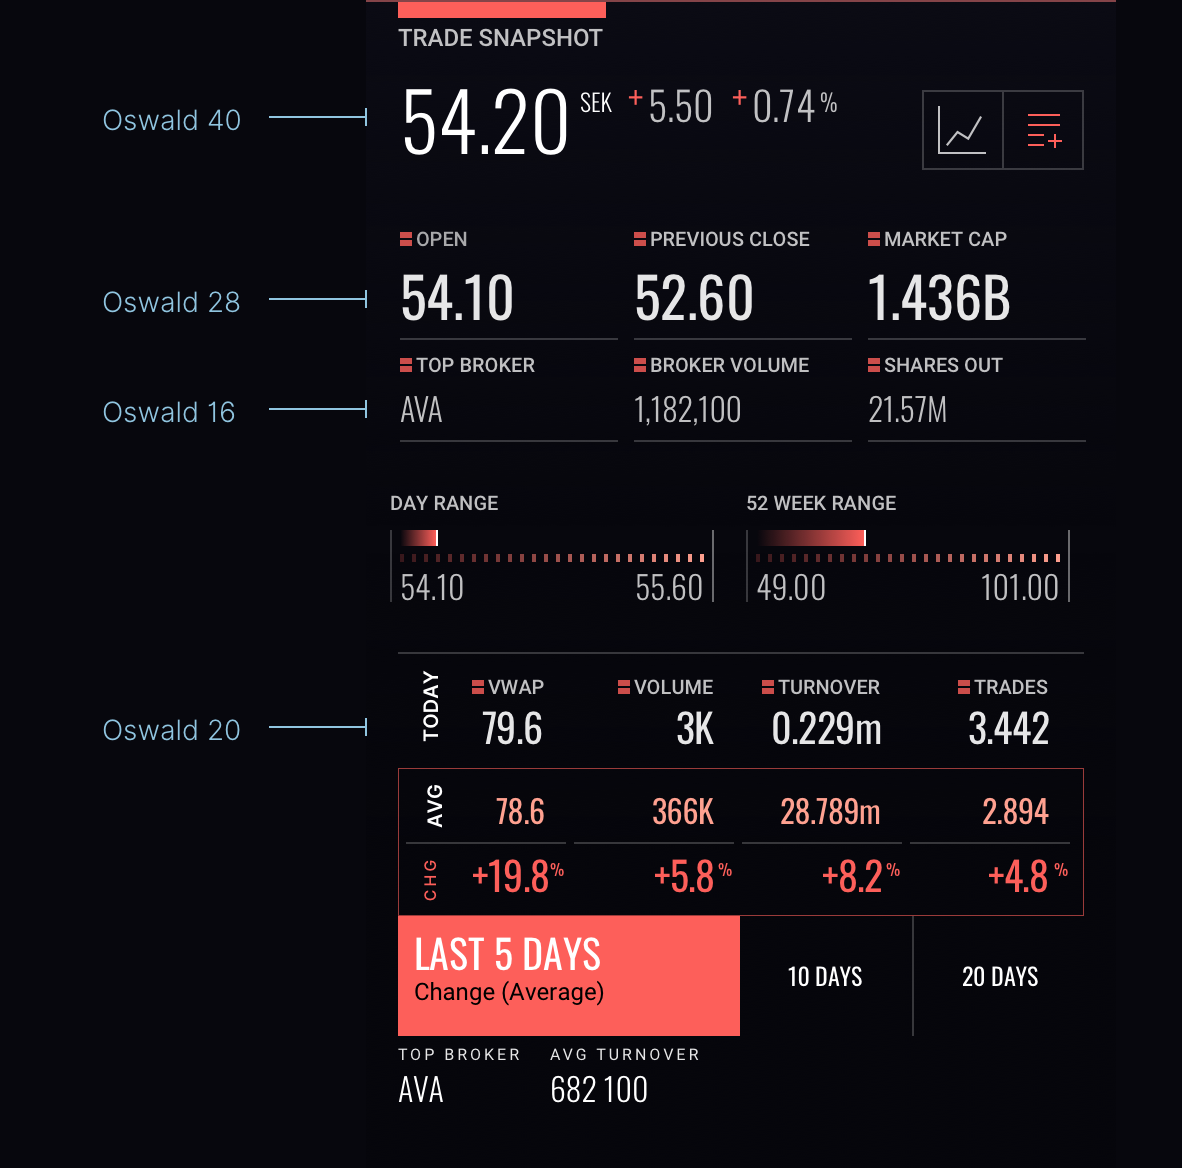 TRADE SNAPSHOT
Oswald 40
54.20 SEK +5.50 +0.74%
OPEN PREVIOUS CLOSE MARKET CAP
Oswald 28
54.10 52.60 1.436B
TOP BROKER BROKER VOLUME SHARES OUT
Oswald 16
AVA 1,182,100 21.57M
DAY RANGE 52 WEEK RANGE
54.10 55.60 49.00 101.00
TODAY
VWAP VOLUME TURNOVER TRADES
Oswald 20
79.6 3K 0.229m 3.442
AVG 78.6 366K 28.789m 2.894
CHG +19.8% +5.8% +8.2% +4.8%
LAST 5 DAYS
Change (Average)
10 DAYS 20 DAYS
TOP BROKER AVG TURNOVER
AVA 682 100